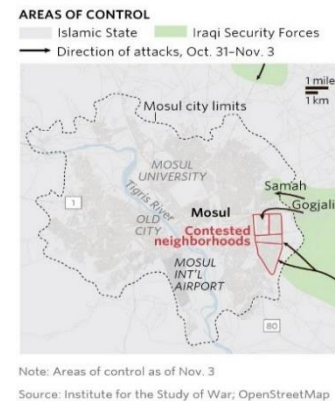 AREAS OF CONTROL
Islamic State Iraqi Security Forces
Direction of attacks, Oct. 31–Nov. 3
1 mile
1 km
Mosul city limits
MOSUL
UNIVERSITY
Samah
Gogjali
1
Tigris River
OLD
CITY
Mosul
Contested
neighborhoods
MOSUL
INT'L
AIRPORT
80
Note: Areas of control as of Nov. 3
Source: Institute for the Study of War; OpenStreetMap